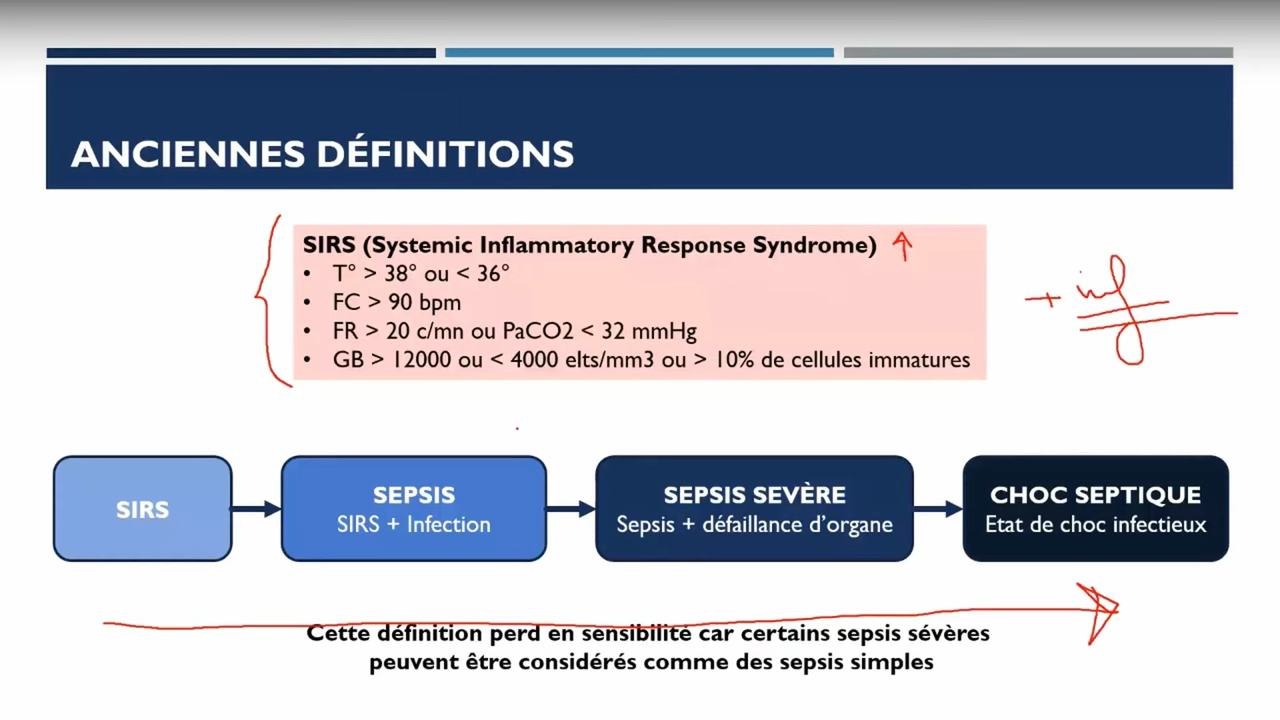 ANCIENNES DÉFINITIONS
SIRS (Systemic Inflammatory Response Syndrome)
• T° > 38° ou < 36°
• FC > 90 bpm
• FR > 20 c/mn ou PaCO2 < 32 mmHg
• GB > 12000 ou < 4000 elts/mm3 ou > 10% de cellules immatures
+ inf
SIRS
SEPSIS
SIRS + Infection
SEPSIS SEVÈRE
Sepsis + défaillance d'organe
CHOC SEPTIQUE
Etat de choc infectieux
Cette définition perd en sensibilité car certains sepsis sévères
peuvent être considérés comme des sepsis simples